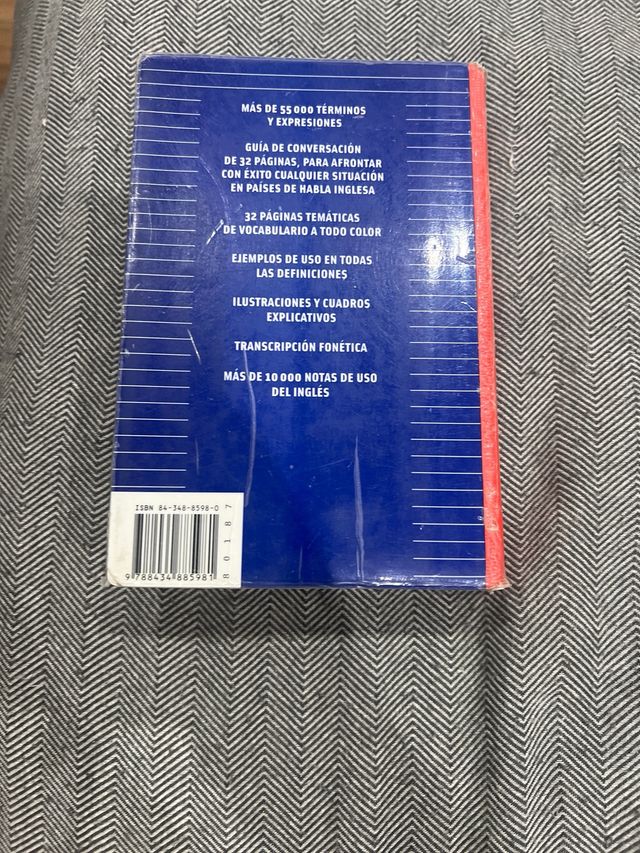 MÁS DE 55 000 TÉRMINOS
Y EXPRESIONES
GUÍA DE CONVERSACIÓN
DE 32 PÁGINAS, PARA AFRONTAR
CON ÉXITO CUALQUIER SITUACIÓN
EN PAÍSES DE HABLA INGLESA
32 PÁGINAS TEMÁTICAS
DE VOCABULARIO A TODO COLOR
EJEMPLOS DE USO EN TODAS
LAS DEFINICIONES
ILUSTRACIONES Y CUADROS
EXPLICATIVOS
TRANSCRIPCIÓN FONÉTICA
MÁS DE 10 000 NOTAS DE USO
DEL INGLÉS
ISBN 84-348-8598-0
9 788434 885981
80187